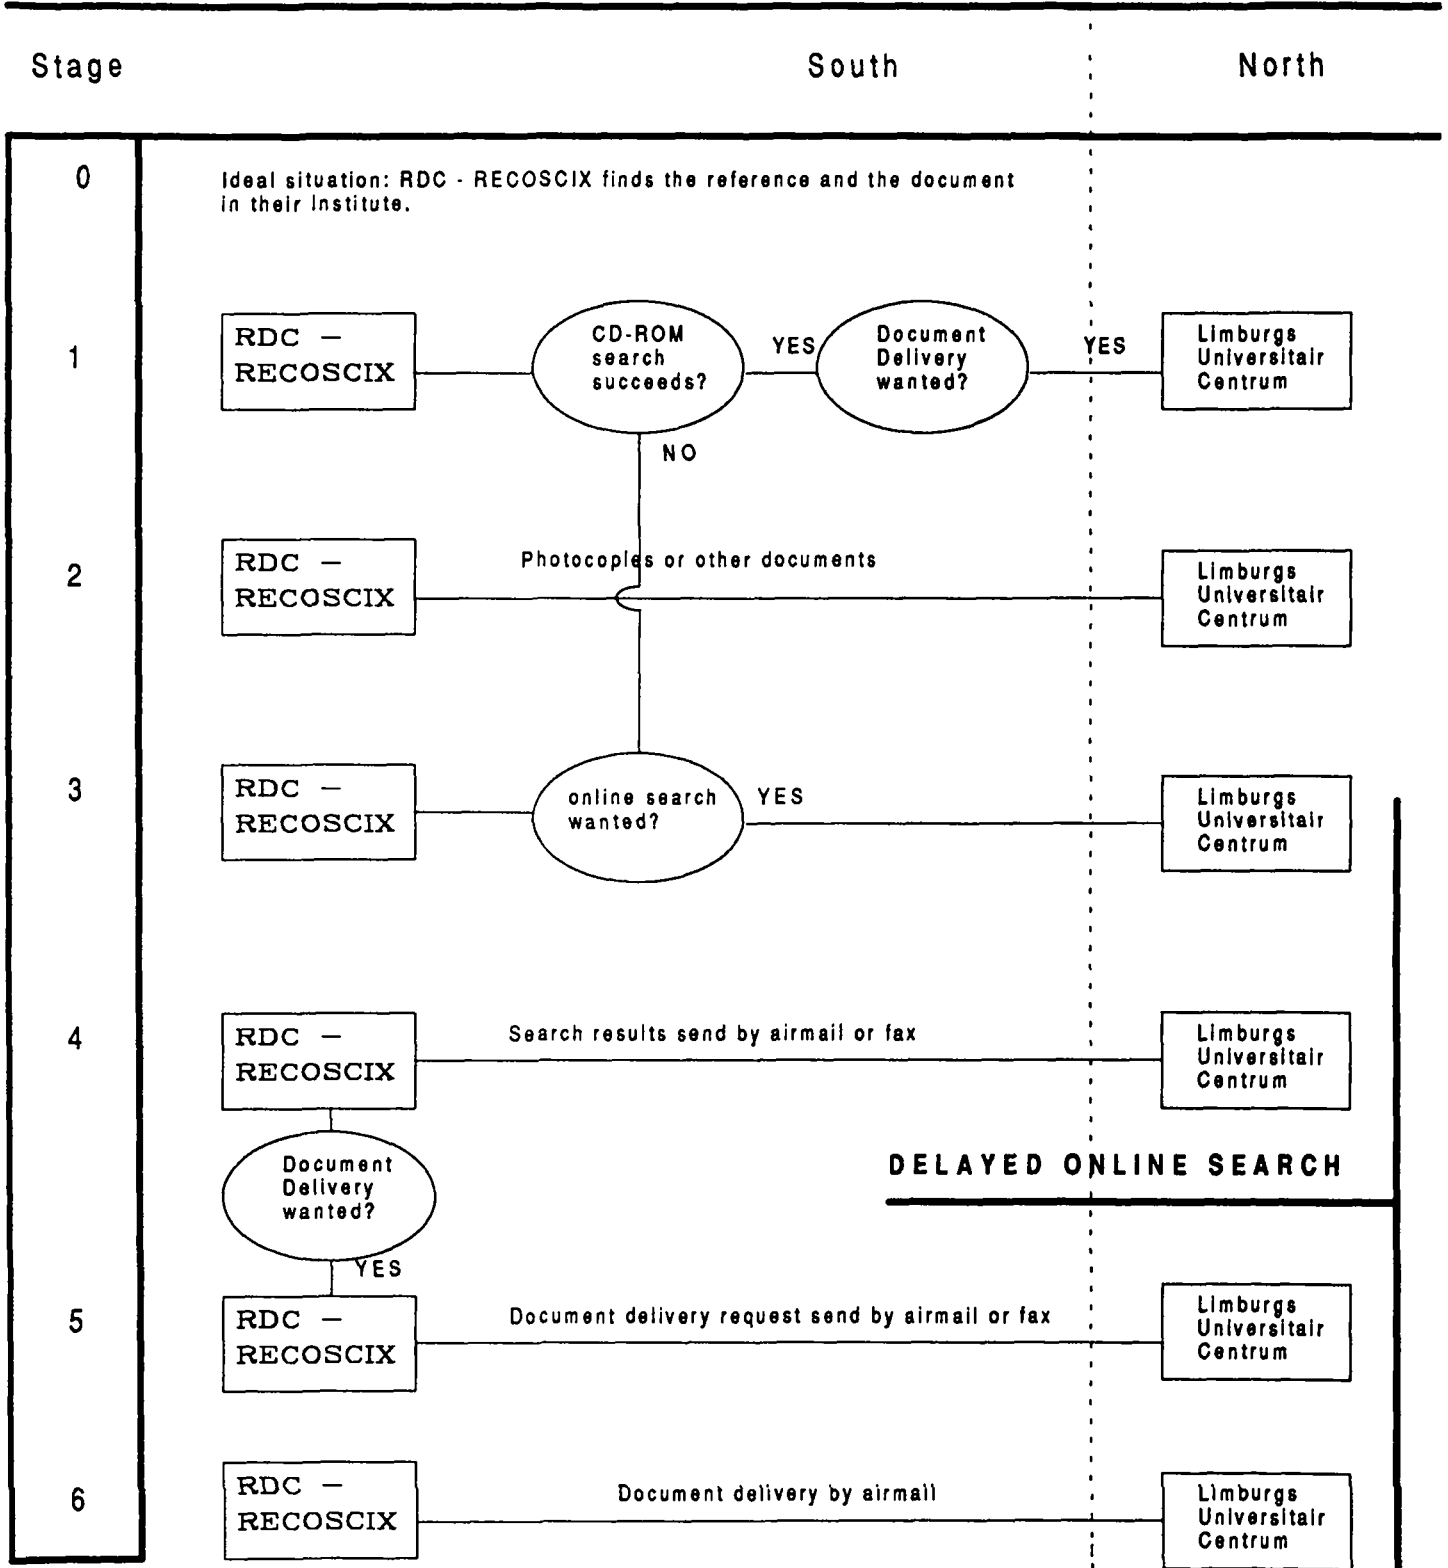 Stage
South
North
0
Ideal situation: RDC - RECOSCIX finds the reference and the document
in their Institute.
1
RDC –
RECOSCIX
CD-ROM
search
succeeds?
YES
Document
Delivery
wanted?
YES
Limburgs
Universitair
Centrum
NO
2
RDC –
RECOSCIX
Photocopies or other documents
Limburgs
Universitair
Centrum
3
RDC –
RECOSCIX
online search
wanted?
YES
Limburgs
Universitair
Centrum
4
RDC –
RECOSCIX
Search results send by airmail or fax
Limburgs
Universitair
Centrum
Document
Delivery
wanted?
DELAYED ONLINE SEARCH
YES
5
RDC –
RECOSCIX
Document delivery request send by airmail or fax
Limburgs
Universitair
Centrum
6
RDC –
RECOSCIX
Document delivery by airmail
Limburgs
Universitair
Centrum